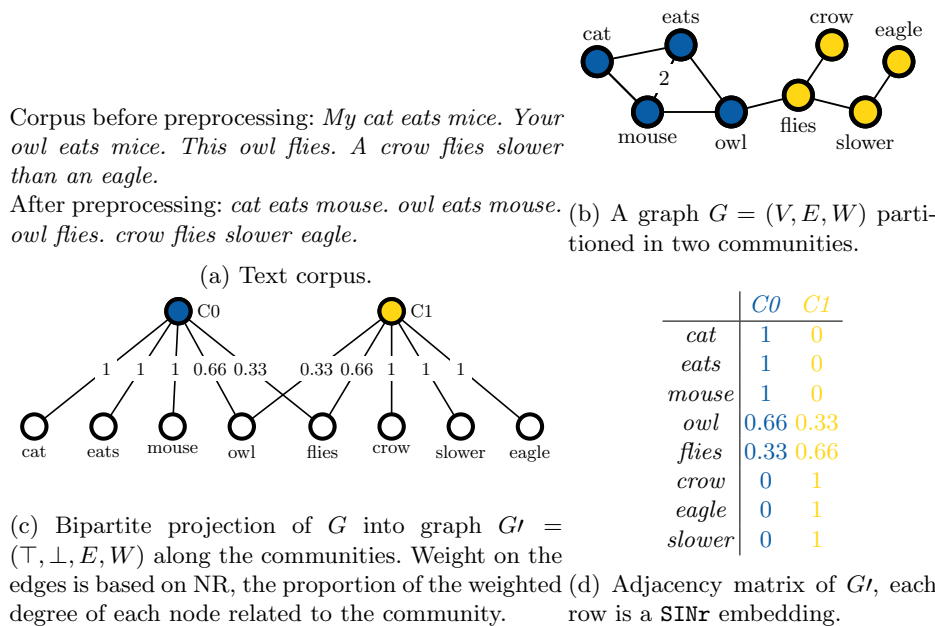 Corpus before preprocessing: My cat eats mice. Your
owl eats mice. This owl flies. A crow flies slower
than an eagle.
After preprocessing: cat eats mouse. owl eats mouse.
owl flies. crow flies slower eagle.
(a) Text corpus.
cat
eats
crow
eagle
2
mouse
owl
flies
slower
(b) A graph G = (V, E, W) parti-
tioned in two communities.
C0
C1
1 1 1 0.66 0.33 0.33 0.66 1 1 1
cat eats mouse owl flies crow slower eagle
(c) Bipartite projection of G into graph G′ =
(⊤, ⊥, E, W) along the communities. Weight on the
edges is based on NR, the proportion of the weighted
degree of each node related to the community.
C0 C1
cat 1 0
eats 1 0
mouse 1 0
owl 0.66 0.33
flies 0.33 0.66
crow 0 1
eagle 0 1
slower 0 1
(d) Adjacency matrix of G′, each
row is a SINr embedding.